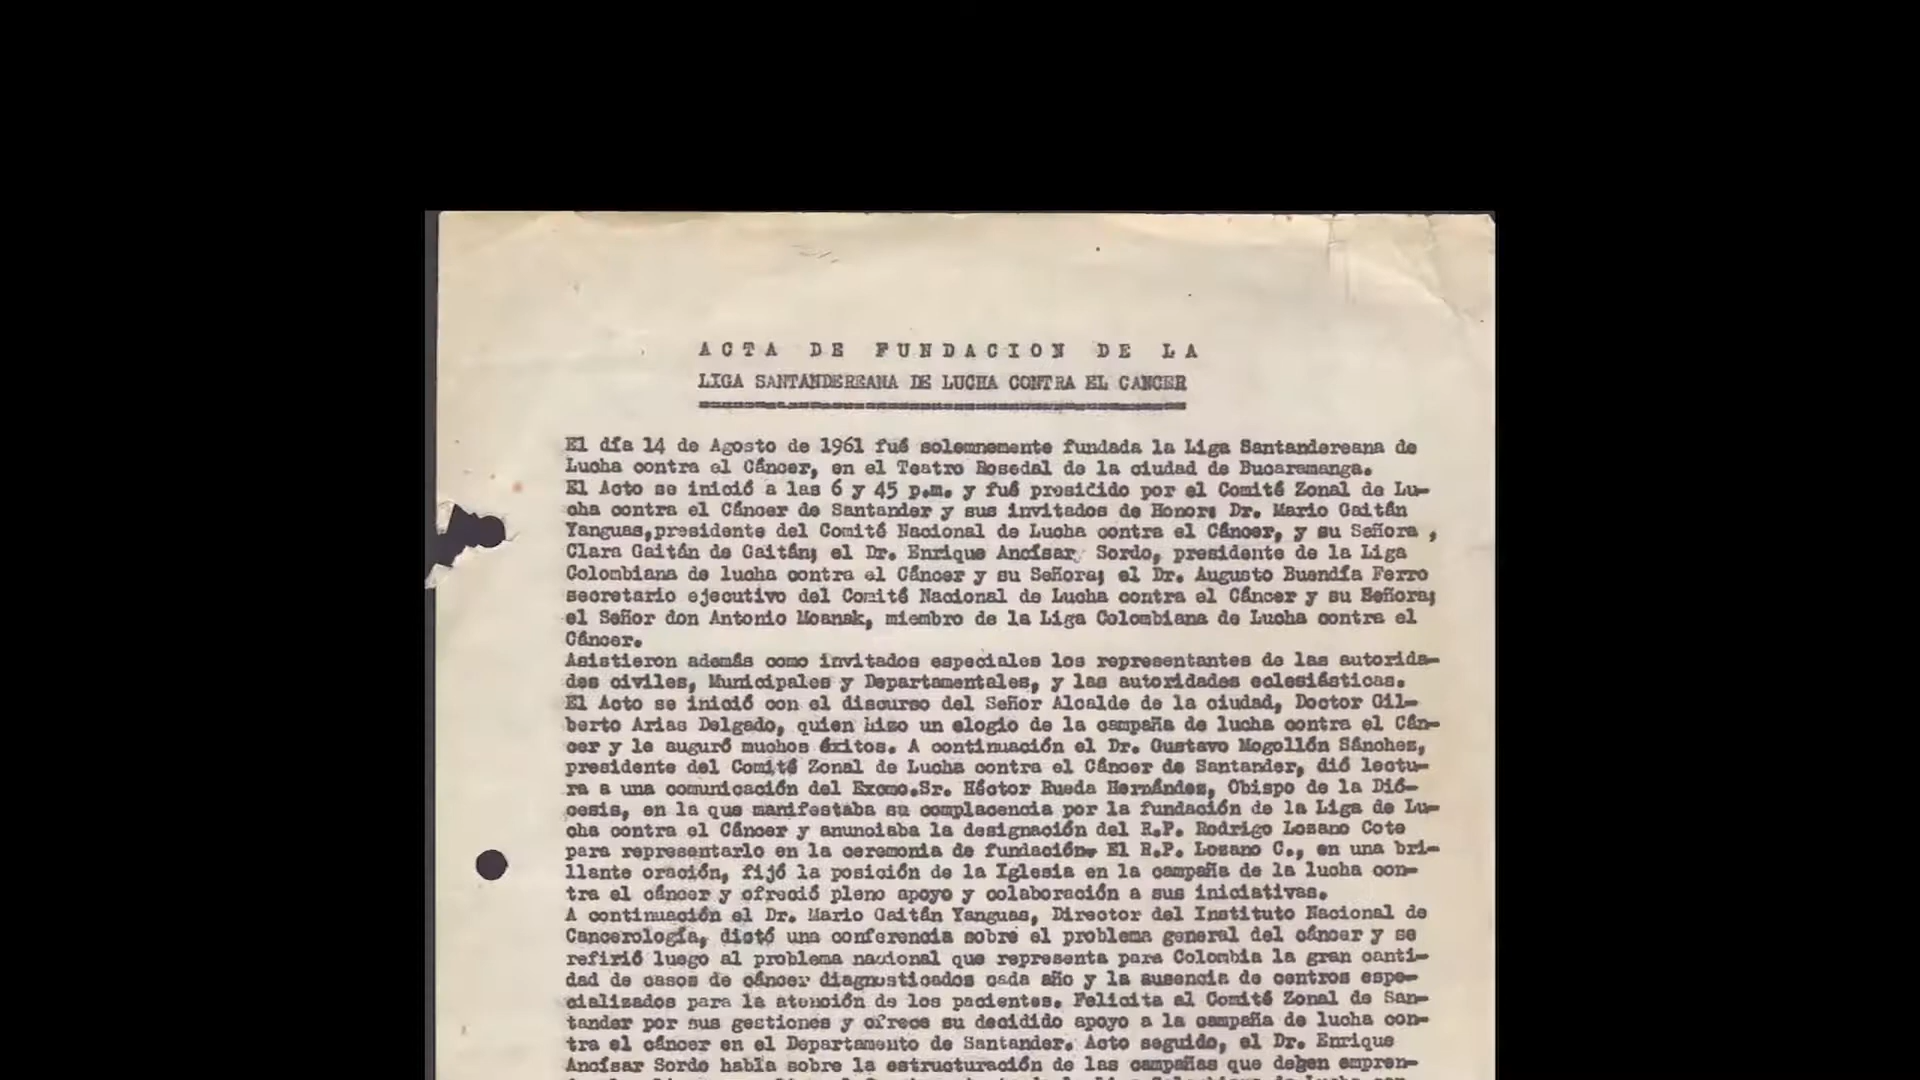 ACTA DE FUNDACION DE LA
LIGA SANTANDEREANA DE LUCHA CONTRA EL CANCER
El día 14 de Agosto de 1961 fué solemnemente fundada la Liga Santandereana de
Lucha contra el Cáncer, en el Teatro Rosedal de la ciudad de Bucaramanga.
El Acto se inició a las 6 y 45 p.m. y fué presidido por el Comité Zonal de Lu-
cha contra el Cáncer de Santander y sus invitados de Honor: Dr. Mario Gaitán
Yanguas,presidente del Comité Nacional de Lucha contra el Cáncer, y su Señora ,
Clara Gaitán de Gaitán; el Dr. Enrique Ancísar Sordo, presidente de la Liga
Colombiana de lucha contra el Cáncer y su Señora; el Dr. Augusto Buendía Ferro
secretario ejecutivo del Comité Nacional de Lucha contra el Cáncer y su Señora;
el Señor don Antonio Moanak, miembro de la Liga Colombiana de Lucha contra el
Cáncer.
Asistieron además como invitados especiales los representantes de las autorida-
des civiles, Municipales y Departamentales, y las autoridades eclesiásticas.
El Acto se inició con el discurso del Señor Alcalde de la ciudad, Doctor Gil-
berto Arias Delgado, quien hizo un elogio de la campaña de lucha contra el Cán-
cer y le auguró muchos éxitos. A continuación el Dr. Gustavo Mogollón Sánchez,
presidente del Comité Zonal de Lucha contra el Cáncer de Santander, dió lectu-
ra a una comunicación del Excmo.Sr. Héctor Rueda Hernández, Obispo de la Dió-
cesis, en la que manifestaba su complacencia por la fundación de la Liga de Lu-
cha contra el Cáncer y anunciaba la designación del R.P. Rodrigo Lozano Cote
para representarlo en la ceremonia de fundación. El R.P. Lozano C., en una bri-
llante oración, fijó la posición de la Iglesia en la campaña de la lucha con-
tra el cáncer y ofreció pleno apoyo y colaboración a sus iniciativas.
A continuación el Dr. Mario Gaitán Yanguas, Director del Instituto Nacional de
Cancerología, dictó una conferencia sobre el problema general del cáncer y se
refirió luego al problema nacional que representa para Colombia la gran canti-
dad de casos de cáncer diagnosticados cada año y la ausencia de centros espe-
cializados para la atención de los pacientes. Felicita al Comité Zonal de San-
tander por sus gestiones y ofrece su decidido apoyo a la campaña de lucha con-
tra el cáncer en el Departamento de Santander. Acto seguido, el Dr. Enrique
Ancísar Sordo habla sobre la estructuración de las campañas que deben empren-